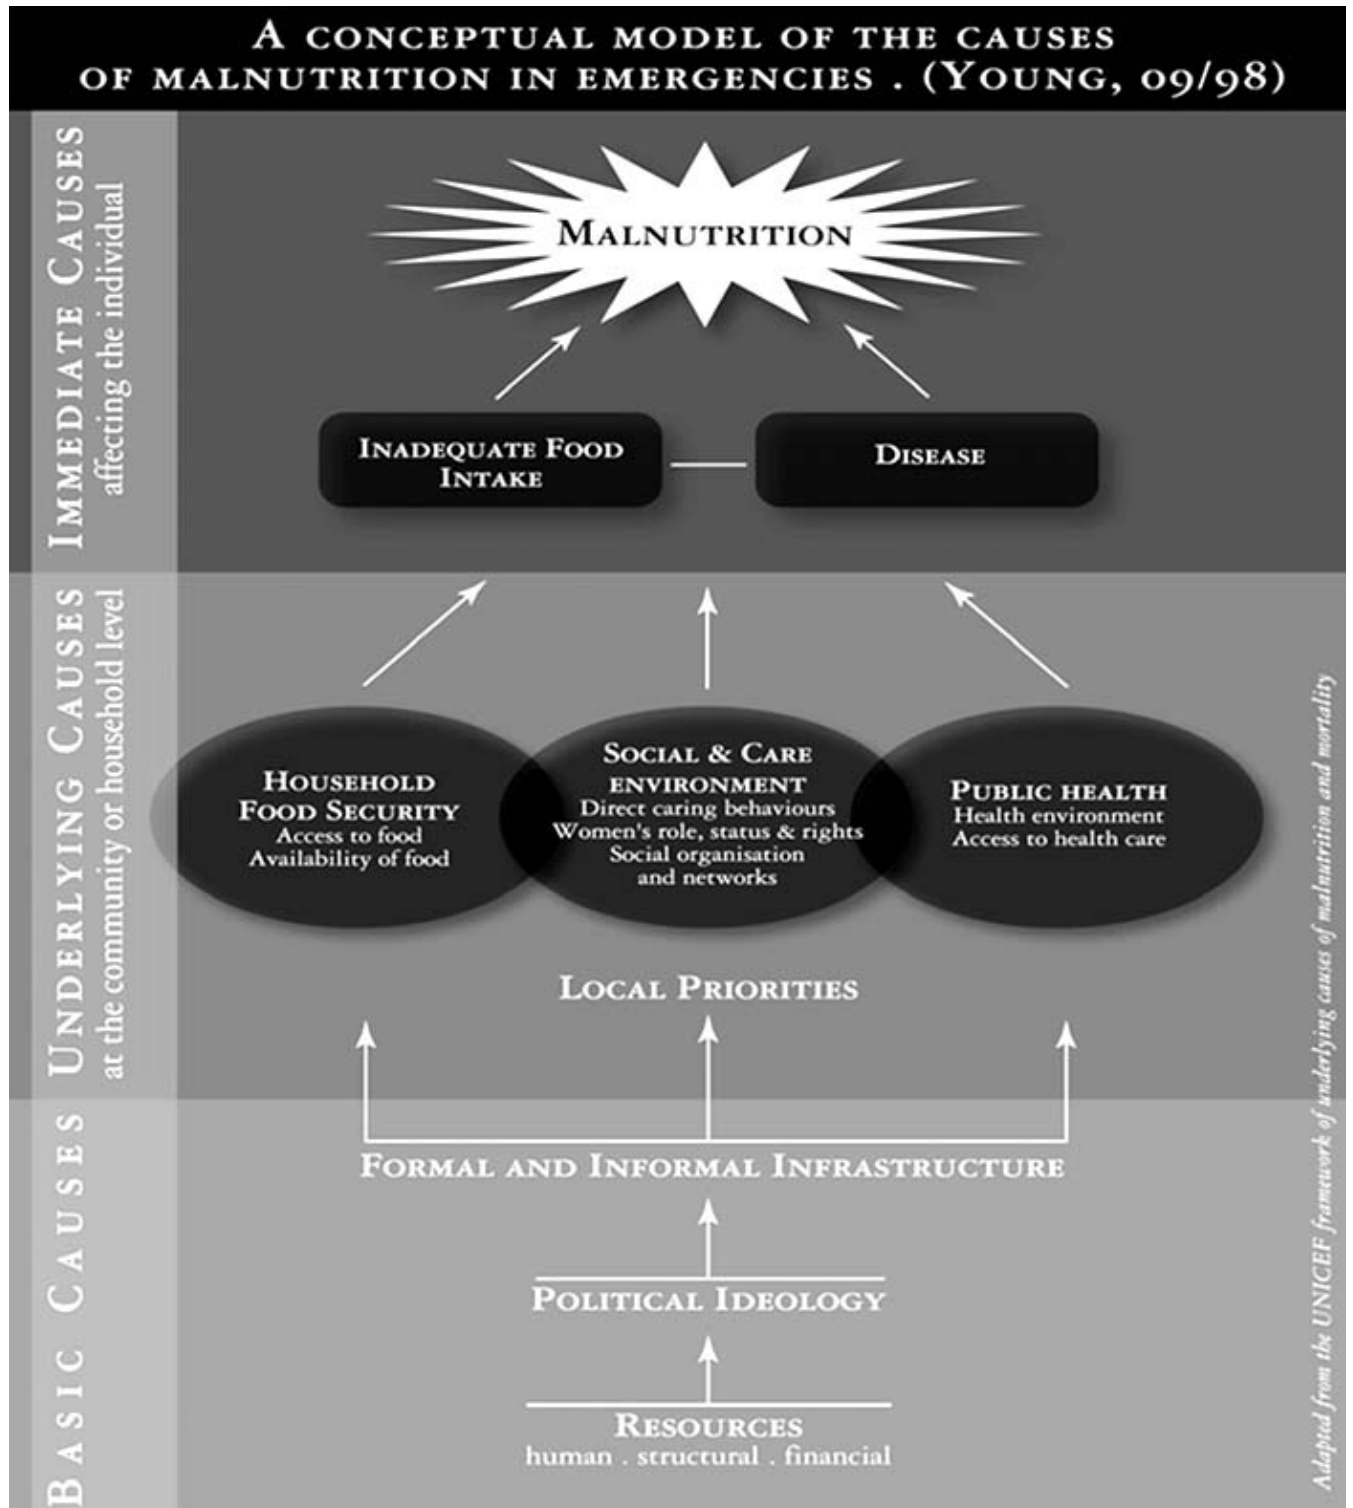 A CONCEPTUAL MODEL OF THE CAUSES
OF MALNUTRITION IN EMERGENCIES . (YOUNG, 09/98)
IMMEDIATE CAUSES
affecting the individual
MALNUTRITION
INADEQUATE FOOD
INTAKE
DISEASE
UNDERLYING CAUSES
at the community or household level
HOUSEHOLD
FOOD SECURITY
Access to food
Availability of food
SOCIAL & CARE
ENVIRONMENT
Direct caring behaviours
Women's role, status & rights
Social organisation
and networks
PUBLIC HEALTH
Health environment
Access to health care
LOCAL PRIORITIES
BASIC CAUSES
FORMAL AND INFORMAL INFRASTRUCTURE
POLITICAL IDEOLOGY
RESOURCES
human . structural . financial
Adapted from the UNICEF framework of underlying causes of malnutrition and mortality